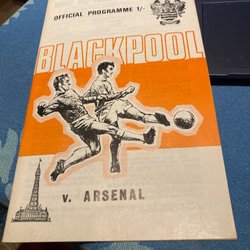 OFFICIAL PROGRAMME 1/-
BLACKPOOL
v. ARSENAL